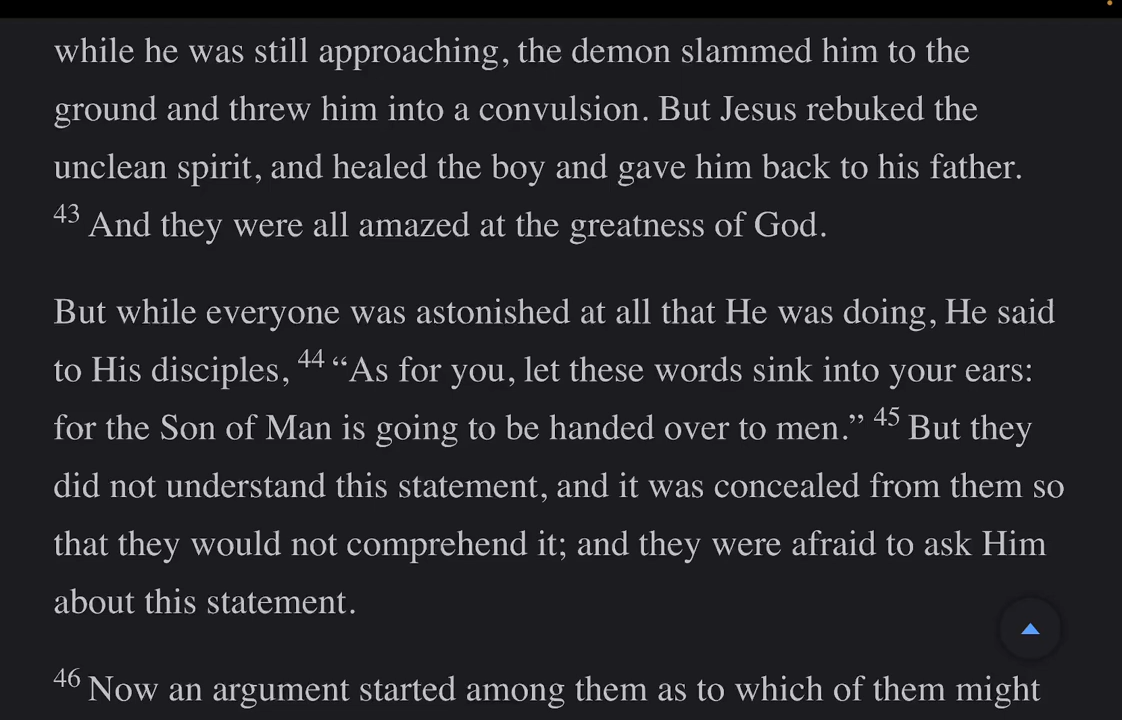 while he was still approaching, the demon slammed him to the
ground and threw him into a convulsion. But Jesus rebuked the
unclean spirit, and healed the boy and gave him back to his father.
43 And they were all amazed at the greatness of God.
But while everyone was astonished at all that He was doing, He said
to His disciples, 44 “As for you, let these words sink into your ears:
for the Son of Man is going to be handed over to men.” 45 But they
did not understand this statement, and it was concealed from them so
that they would not comprehend it; and they were afraid to ask Him
about this statement.
46 Now an argument started among them as to which of them might